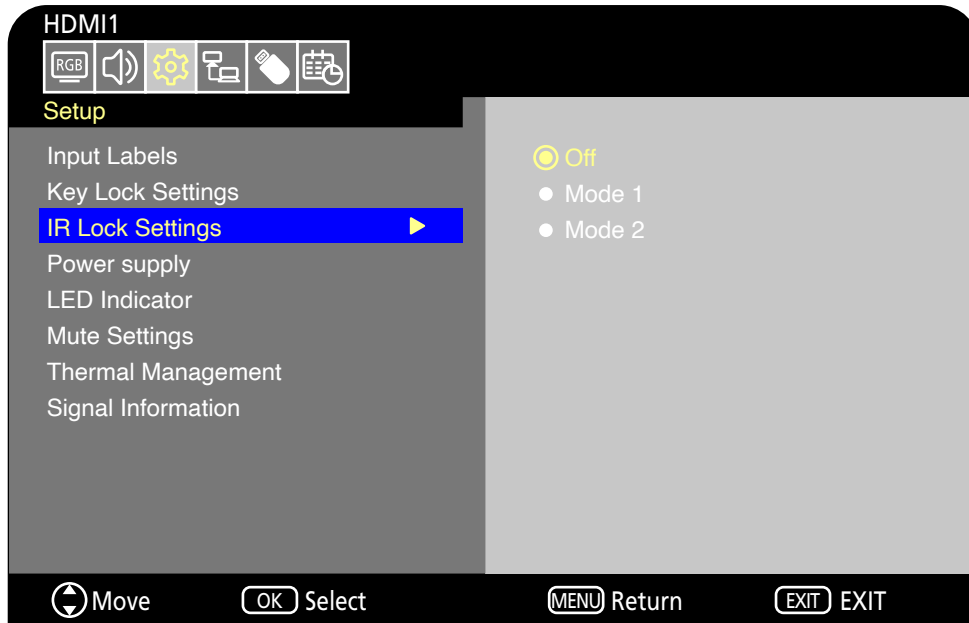 HDMI1
RGB
Setup
Input Labels
Key Lock Settings
IR Lock Settings
Power supply
LED Indicator
Mute Settings
Thermal Management
Signal Information
Off
Mode 1
Mode 2
Move OK Select MENU Return EXIT EXIT